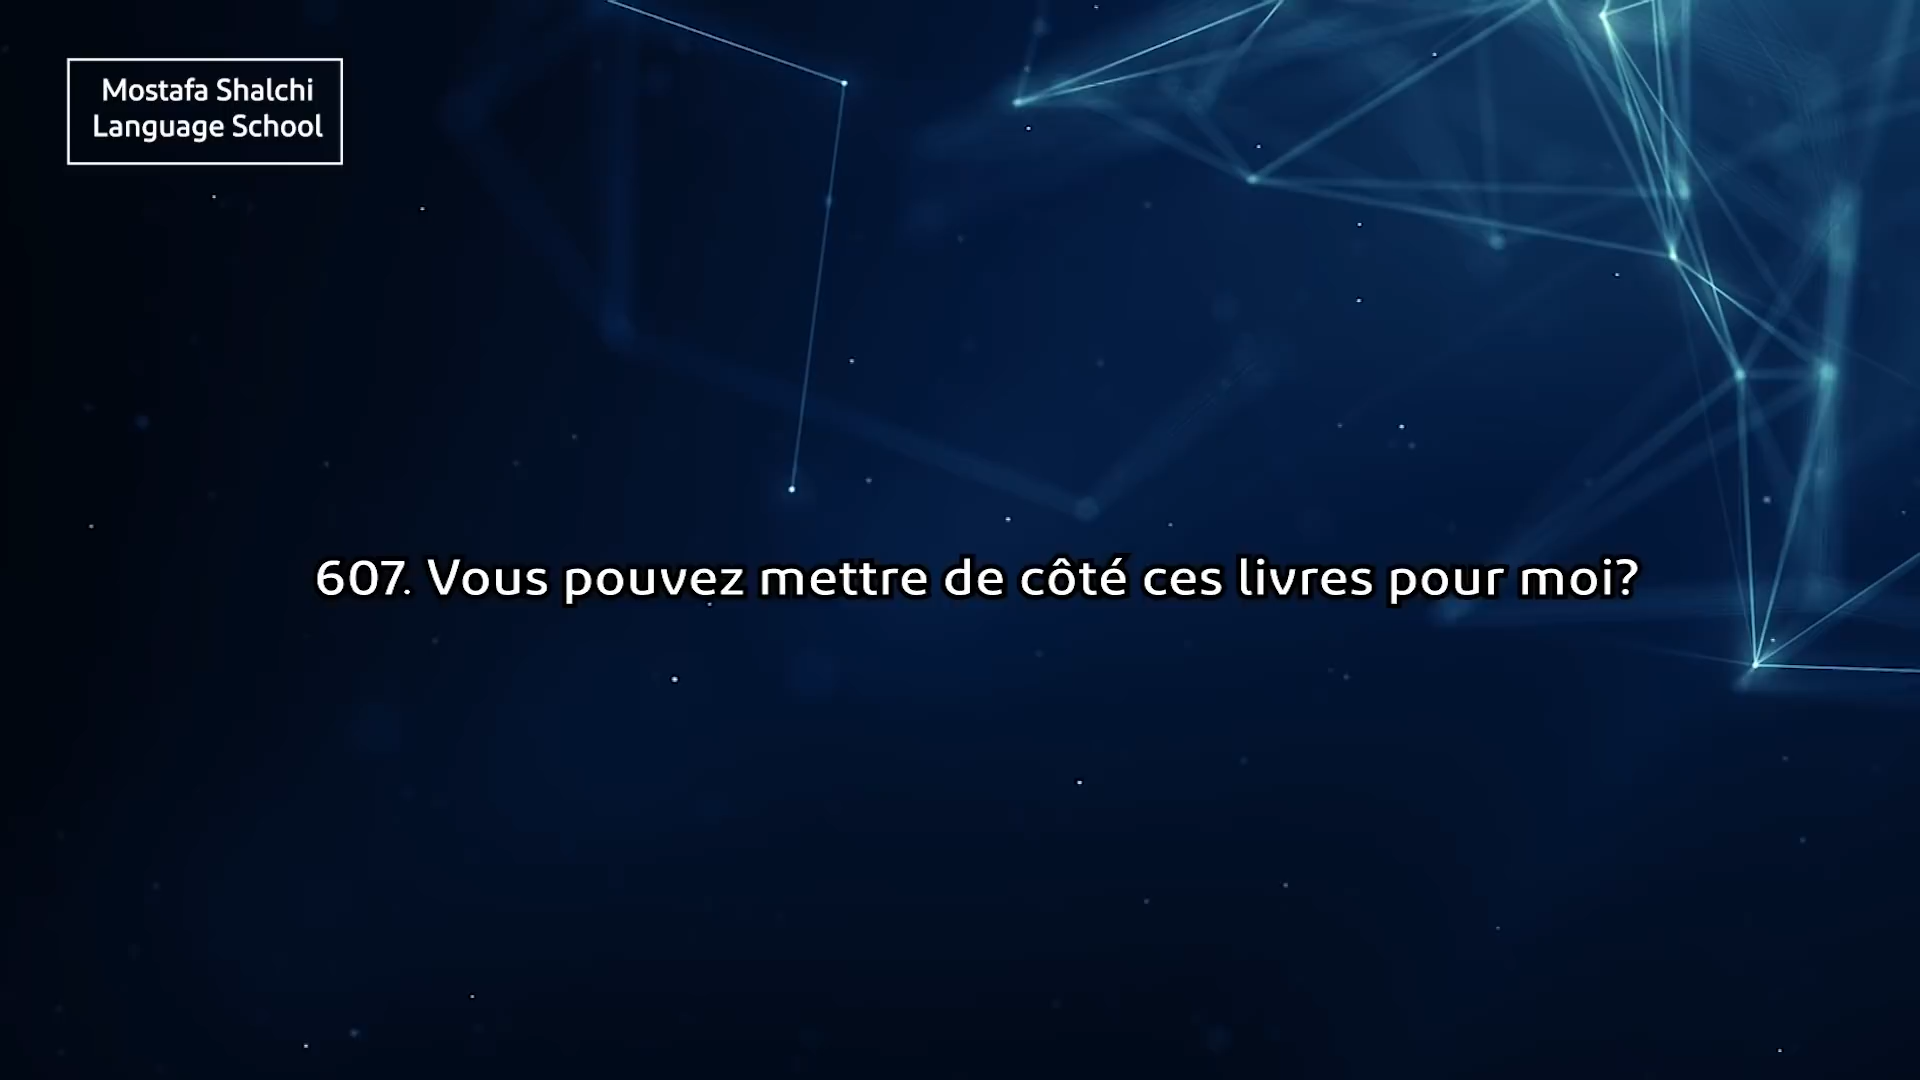 Mostafa Shalchi
Language School
607. Vous pouvez mettre de côté ces livres pour moi?